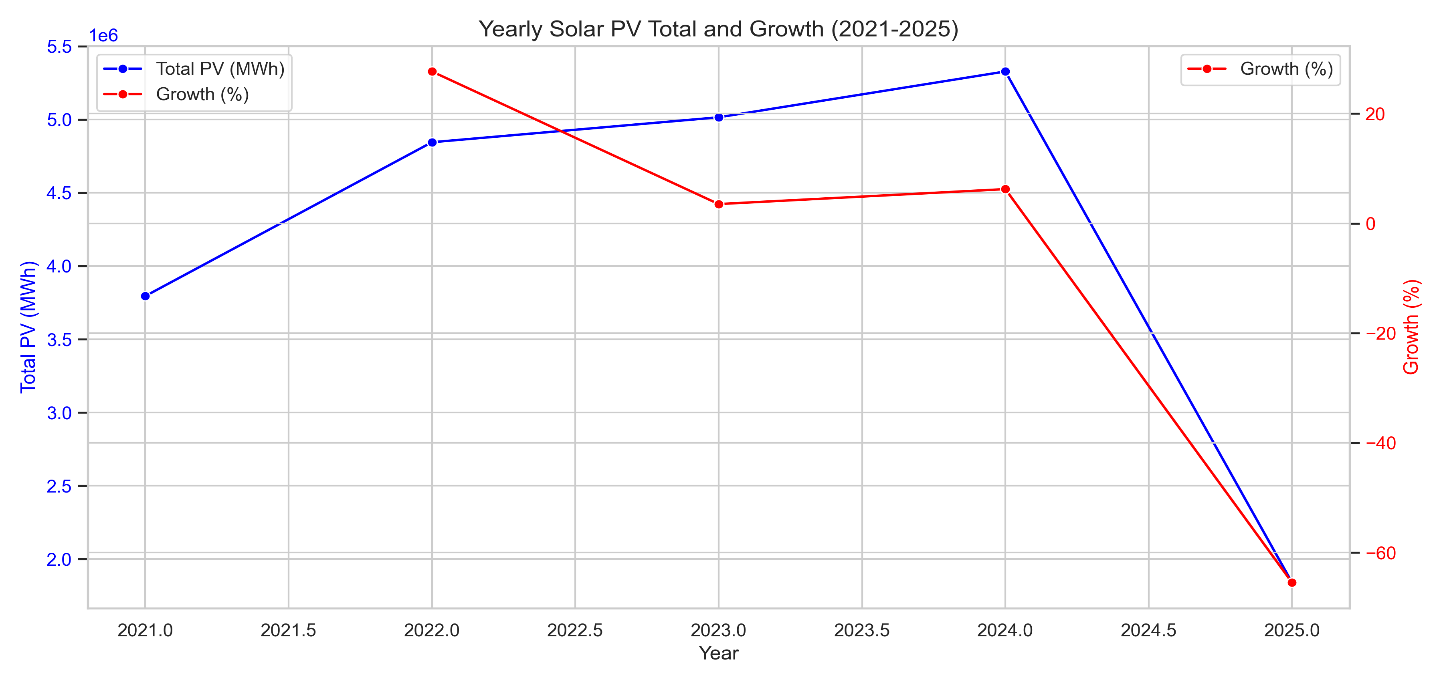 Yearly Solar PV Total and Growth (2021-2025)
1e6
Total PV (MWh)
Growth (%)
Growth (%)
5.5
5.0
4.5
4.0
3.5
3.0
2.5
2.0
Total PV (MWh)
20
0
−20
−40
−60
Growth (%)
2021.0 2021.5 2022.0 2022.5 2023.0 2023.5 2024.0 2024.5 2025.0
Year